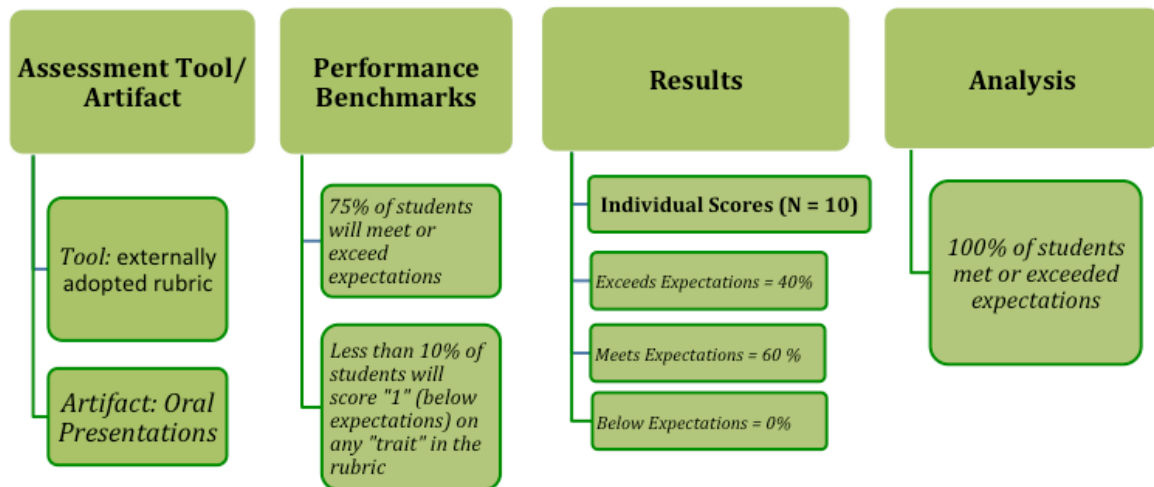 Assessment Tool/
Artifact
Tool: externally
adopted rubric
Artifact: Oral
Presentations
Performance
Benchmarks
75% of students
will meet or
exceed
expectations
Less than 10% of
students will
score "1" (below
expectations) on
any "trait" in the
rubric
Results
Individual Scores (N = 10)
Exceeds Expectations = 40%
Meets Expectations = 60 %
Below Expectations = 0%
Analysis
100% of students
met or exceeded
expectations